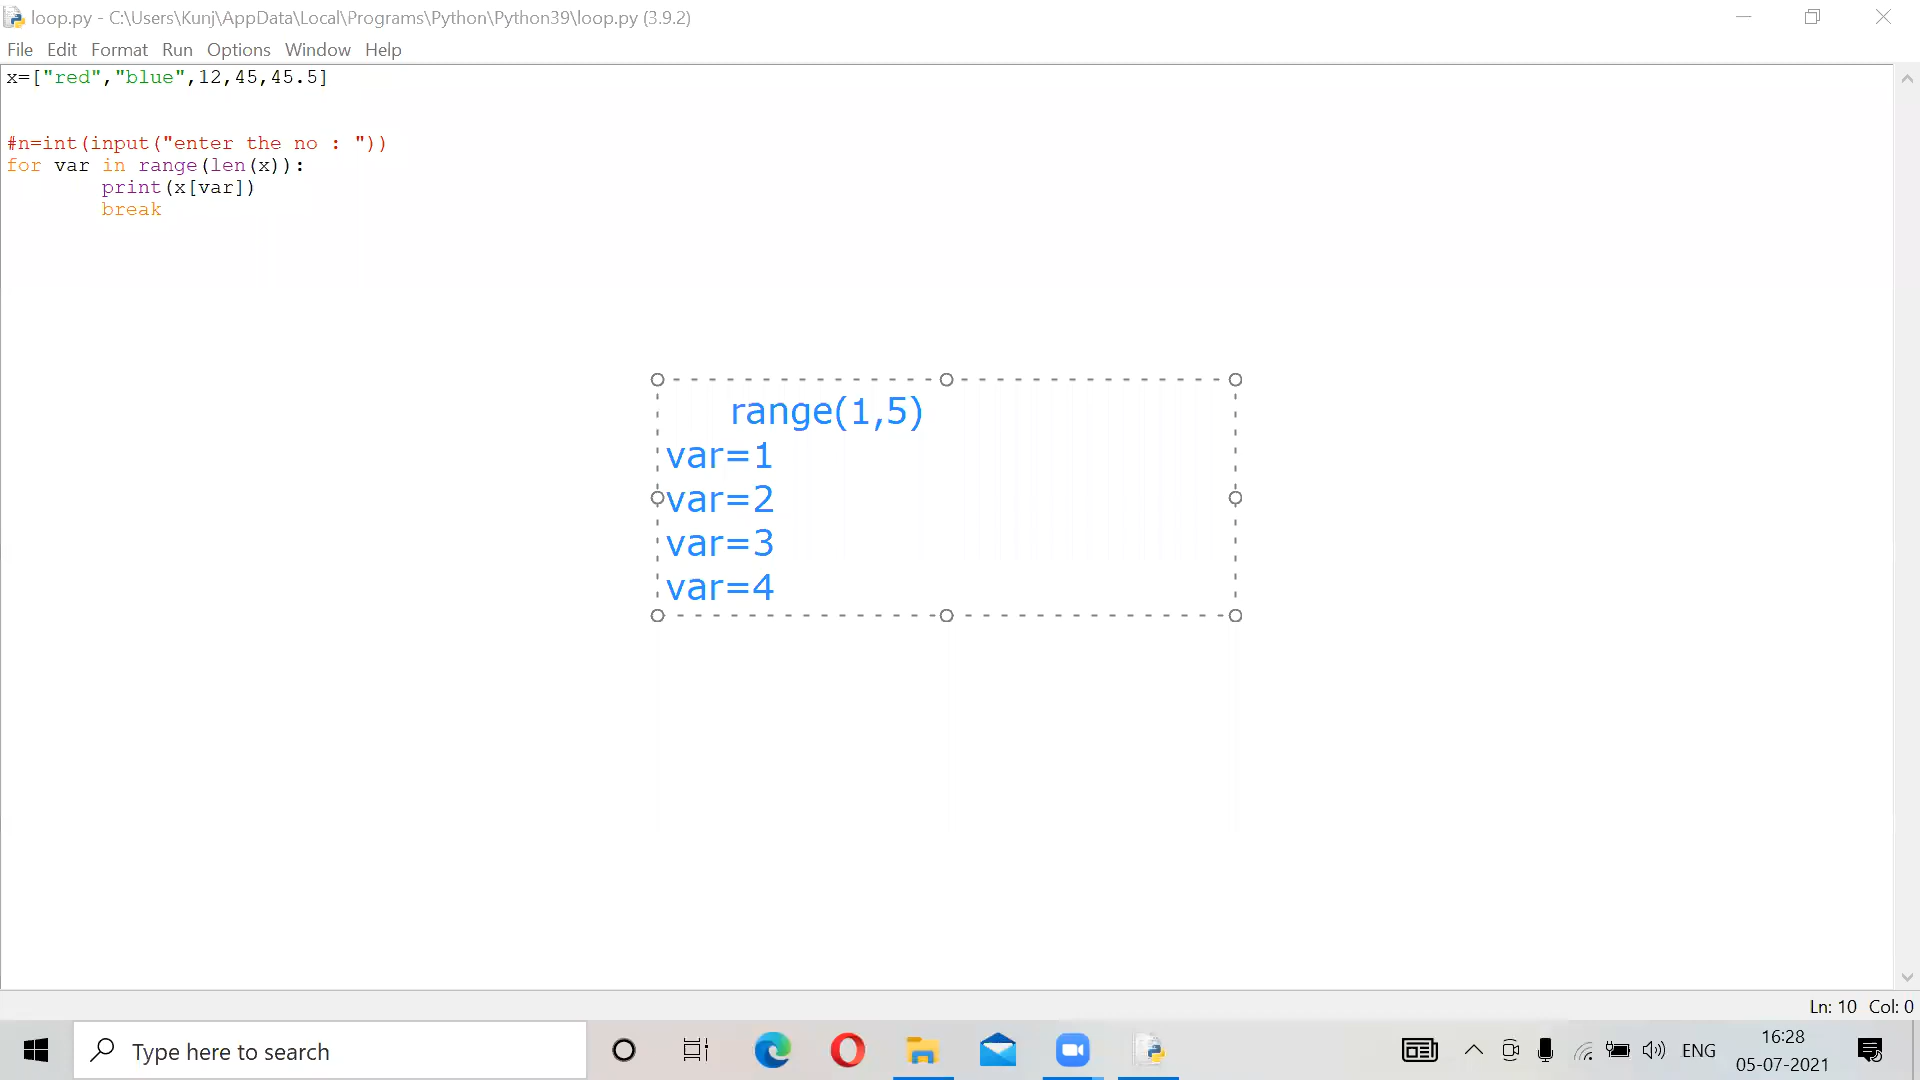 loop.py - C:\Users\Kunj\AppData\Local\Programs\Python\Python39\loop.py (3.9.2)
File Edit Format Run Options Window Help
x=["red","blue",12,45,45.5]
#n=int(input("enter the no : "))
for var in range(len(x)):
        print(x[var])
        break
range(1,5)
var=1
var=2
var=3
var=4
Ln: 10 Col: 0
Type here to search
ENG
16:28
05-07-2021